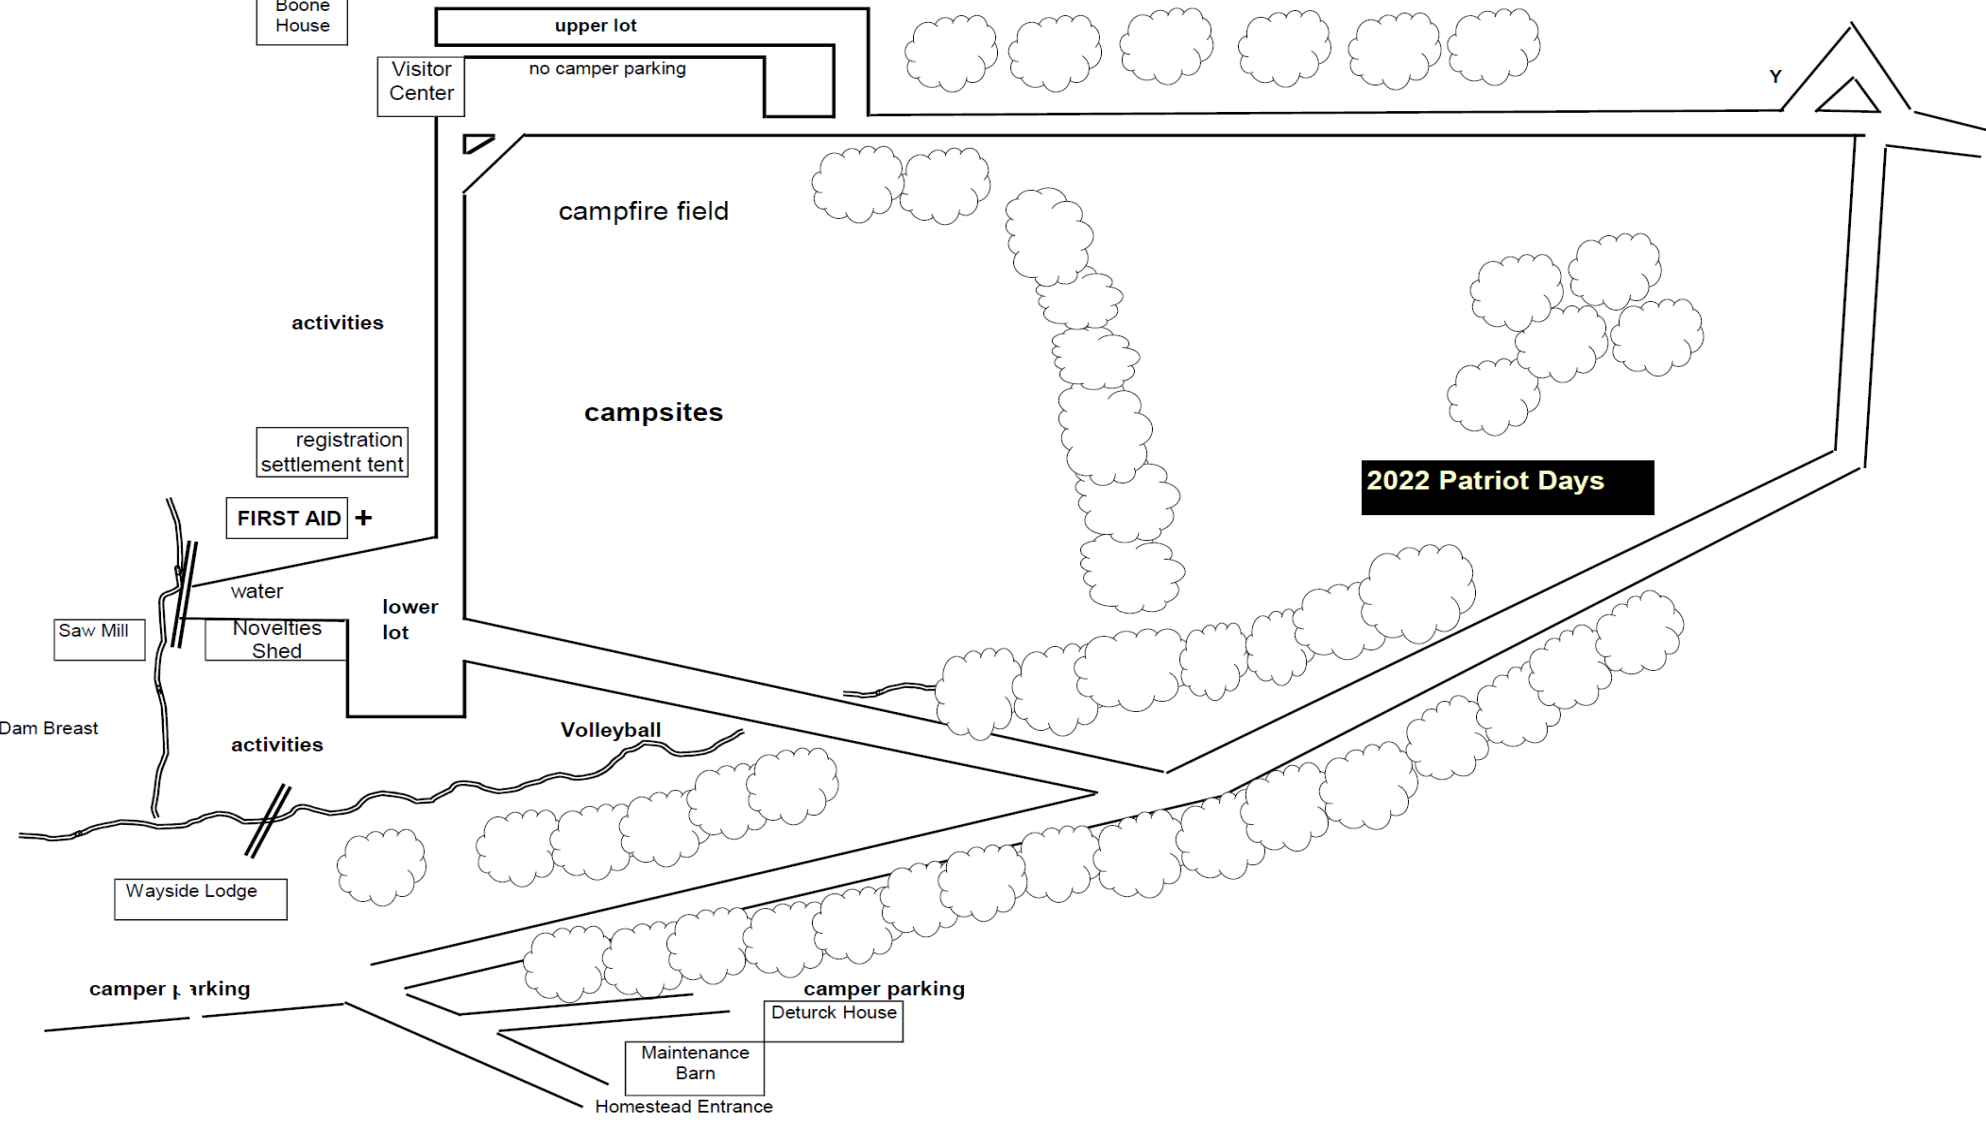 Boone
House
upper lot
no camper parking
Visitor
Center
Y
campfire field
activities
campsites
registration
settlement tent
2022 Patriot Days
FIRST AID +
water
lower
lot
Saw Mill
Novelties
Shed
Dam Breast
activities
Volleyball
Wayside Lodge
camper parking
camper parking
Deturck House
Maintenance
Barn
Homestead Entrance